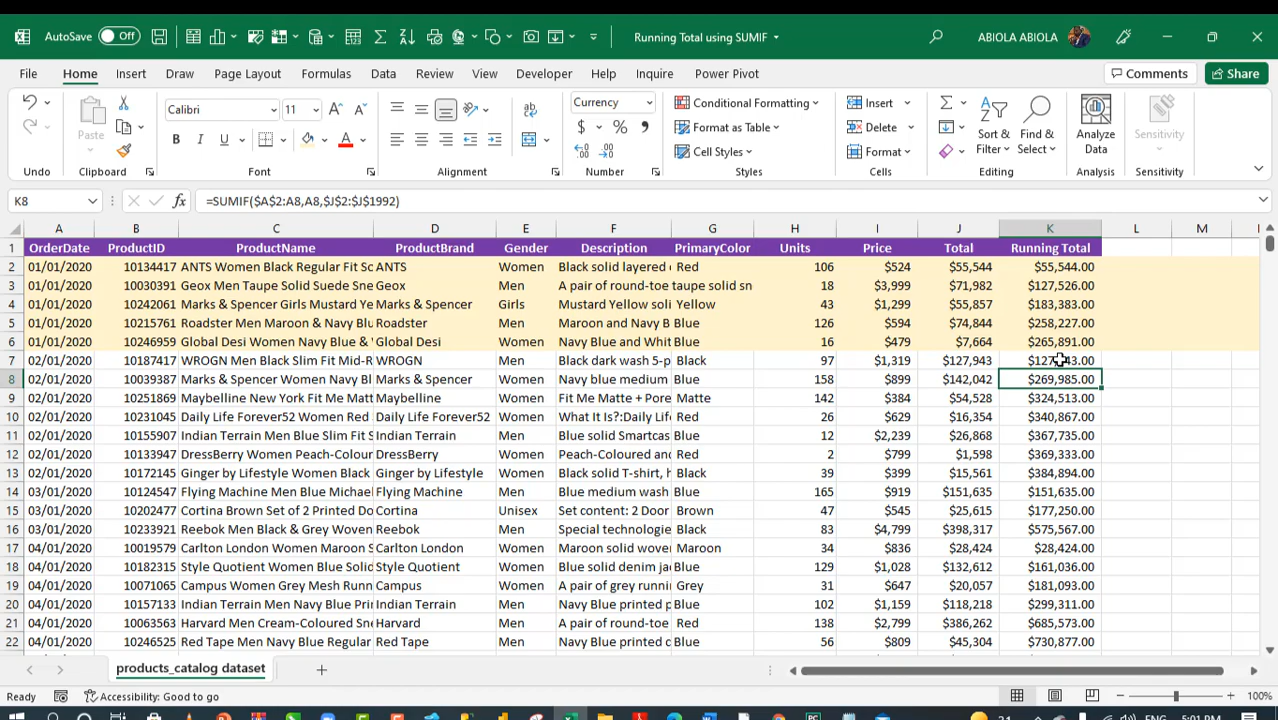 AutoSave Off Running Total using SUMIF ABIOLA ABIOLA
File Home Insert Draw Page Layout Formulas Data Review View Developer Help Inquire Power Pivot Comments Share
Calibri 11 Currency Conditional Formatting Insert
Paste Format as Table Delete Sort & Filter Find & Select Analyze Data Sensitivity
B I U $ % Cell Styles Format
Undo Clipboard Font Alignment Number Styles Cells Editing Analysis Sensitivity
K8 fx =SUMIF($A$2:A8,A8,$J$2:$J$1992)
A B C D E F G H I J K L M
1 OrderDate ProductID ProductName ProductBrand Gender Description PrimaryColor Units Price Total Running Total
2 01/01/2020 10134417 ANTS Women Black Regular Fit Sc ANTS Women Black solid layered Red 106 $524 $55,544 $55,544.00
3 01/01/2020 10030391 Geox Men Taupe Solid Suede Sne Geox Men A pair of round-toe taupe solid sn 18 $3,999 $71,982 $127,526.00
4 01/01/2020 10242061 Marks & Spencer Girls Mustard Ye Marks & Spencer Girls Mustard Yellow soli Yellow 43 $1,299 $55,857 $183,383.00
5 01/01/2020 10215761 Roadster Men Maroon & Navy Blu Roadster Men Maroon and Navy B Blue 126 $594 $74,844 $258,227.00
6 01/01/2020 10246959 Global Desi Women Navy Blue & Global Desi Women Navy Blue and Whit Blue 16 $479 $7,664 $265,891.00
7 02/01/2020 10187417 WROGN Men Black Slim Fit Mid-R WROGN Men Black dark wash 5-p Black 97 $1,319 $127,943
8 02/01/2020 10039387 Marks & Spencer Women Navy Bl Marks & Spencer Women Navy blue medium Blue 158 $899 $142,042 $269,985.00
9 02/01/2020 10251869 Maybelline New York Fit Me Matt Maybelline Women Fit Me Matte + Pore Matte 142 $384 $54,528 $324,513.00
10 02/01/2020 10231045 Daily Life Forever52 Women Red Daily Life Forever52 Women What It Is?:Daily Life Red 26 $629 $16,354 $340,867.00
11 02/01/2020 10155907 Indian Terrain Men Blue Slim Fit S Indian Terrain Men Blue solid Smartcas Blue 12 $2,239 $26,868 $367,735.00
12 02/01/2020 10133947 DressBerry Women Peach-Colour DressBerry Women Peach-Coloured and Red 2 $799 $1,598 $369,333.00
13 02/01/2020 10172145 Ginger by Lifestyle Women Black Ginger by Lifestyle Women Black solid T-shirt, h Black 39 $399 $15,561 $384,894.00
14 03/01/2020 10124547 Flying Machine Men Blue Michael Flying Machine Men Blue medium wash Blue 165 $919 $151,635 $151,635.00
15 03/01/2020 10202477 Cortina Brown Set of 2 Printed Do Cortina Unisex Set content: 2 Door Brown 47 $545 $25,615 $177,250.00
16 03/01/2020 10233921 Reebok Men Black & Grey Woven Reebok Men Special technologie Black 83 $4,799 $398,317 $575,567.00
17 04/01/2020 10019579 Carlton London Women Maroon S Carlton London Women Maroon solid wove Maroon 34 $836 $28,424 $28,424.00
18 04/01/2020 10182315 Style Quotient Women Blue Solid Style Quotient Women Blue solid denim ja Blue 129 $1,028 $132,612 $161,036.00
19 04/01/2020 10071065 Campus Women Grey Mesh Runn Campus Women A pair of grey runni Grey 31 $647 $20,057 $181,093.00
20 04/01/2020 10157133 Indian Terrain Men Navy Blue Prin Indian Terrain Men Navy Blue printed p Blue 102 $1,159 $118,218 $299,311.00
21 04/01/2020 10063563 Harvard Men Cream-Coloured Sn Harvard Men A pair of round-toe Blue 138 $2,799 $386,262 $685,573.00
22 04/01/2020 10246525 Red Tape Men Navy Blue Regular Red Tape Men Navy Blue printed Blue 56 $809 $45,304 $730,877.00
products_catalog dataset
Ready Accessibility: Good to go 100%
5:01 PM